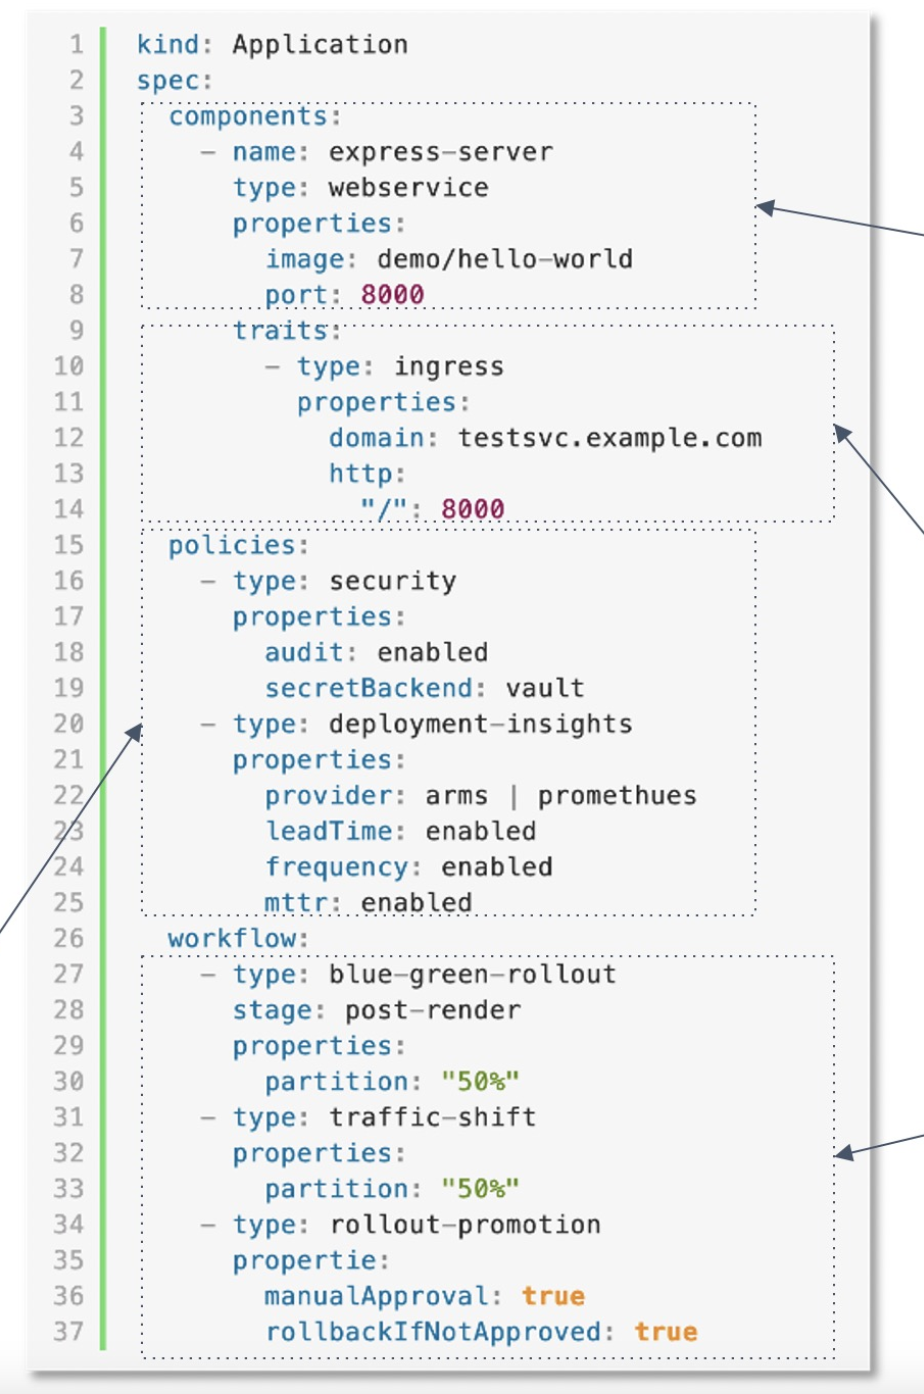 1 kind: Application
2 spec:
3   components:
4     - name: express-server
5       type: webservice
6       properties:
7         image: demo/hello-world
8         port: 8000
9       traits:
10         - type: ingress
11           properties:
12             domain: testsvc.example.com
13             http:
14               "/": 8000
15   policies:
16     - type: security
17       properties:
18         audit: enabled
19         secretBackend: vault
20     - type: deployment-insights
21       properties:
22         provider: arms | promethues
23         leadTime: enabled
24         frequency: enabled
25         mttr: enabled
26   workflow:
27     - type: blue-green-rollout
28       stage: post-render
29       properties:
30         partition: "50%"
31     - type: traffic-shift
32       properties:
33         partition: "50%"
34     - type: rollout-promotion
35       propertie:
36         manualApproval: true
37         rollbackIfNotApproved: true